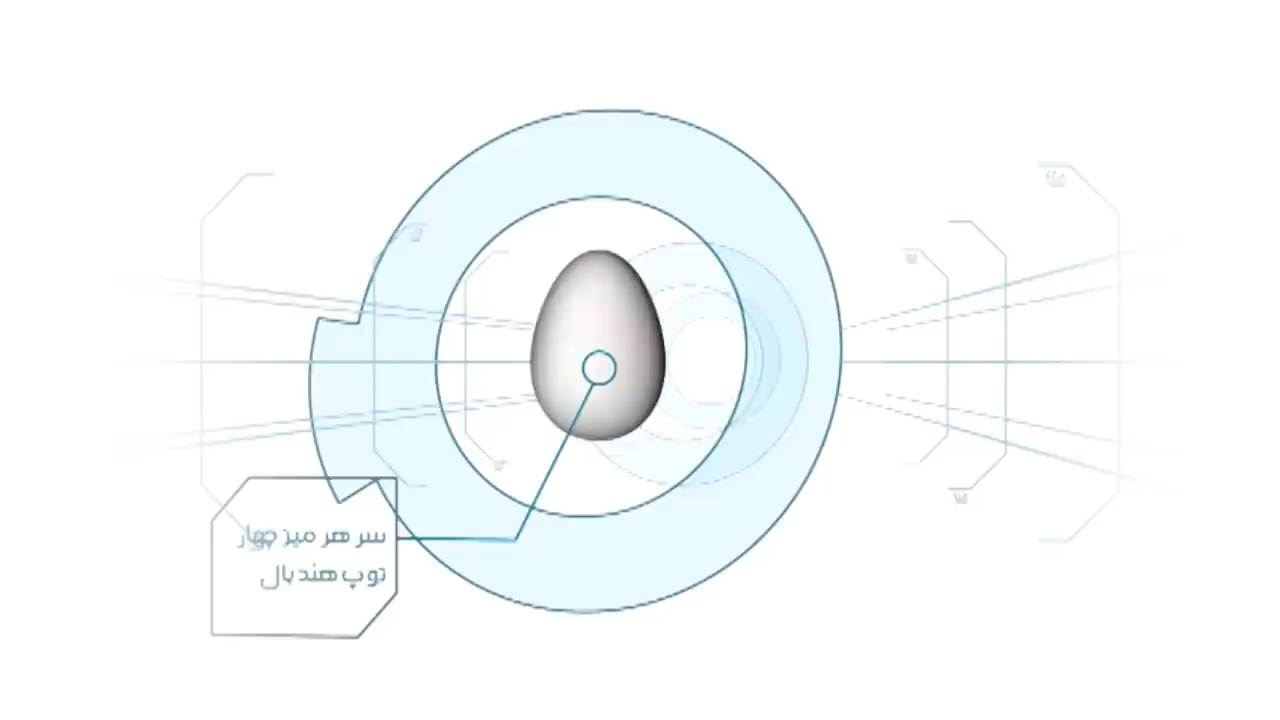 سر هر میز چهار
توپ هندبال